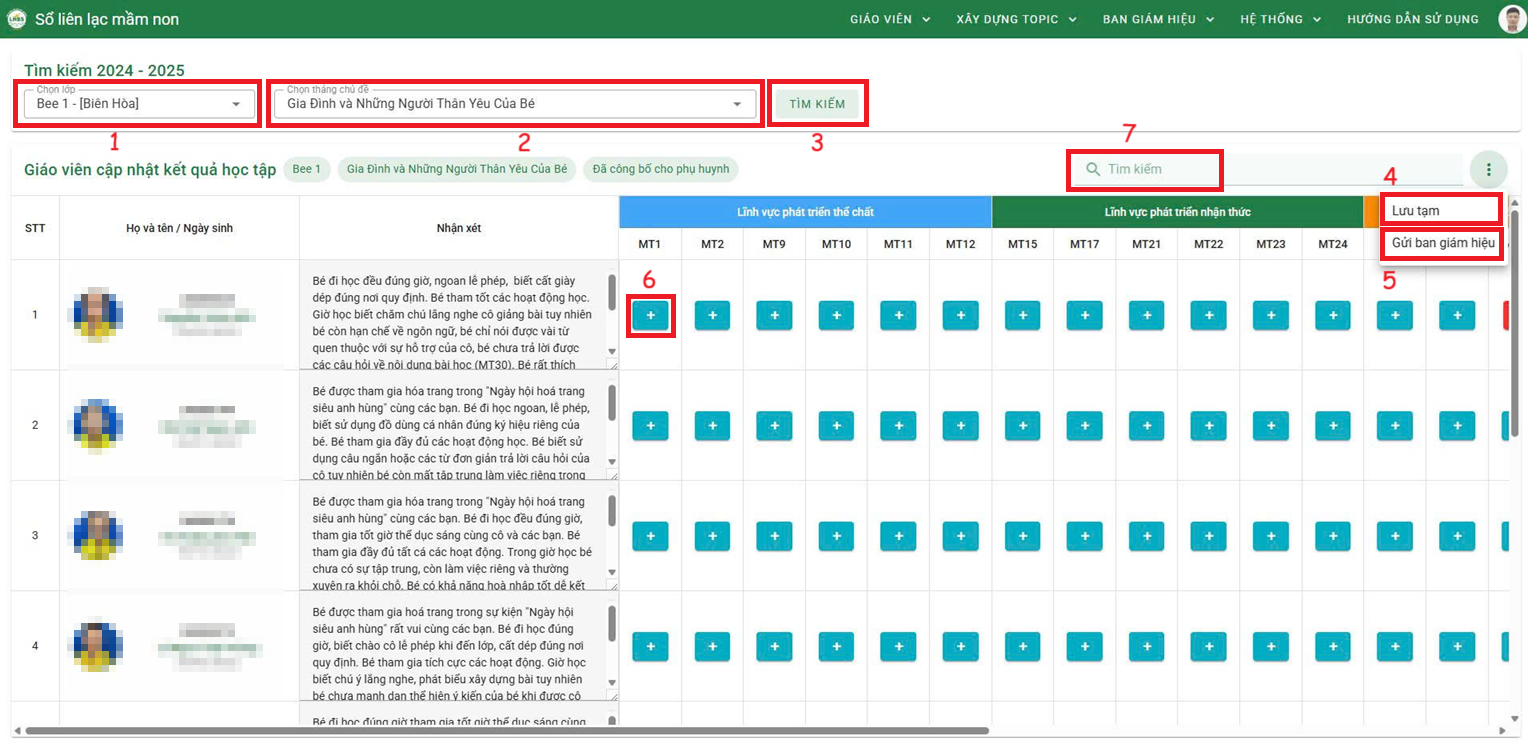 LHBS
Sổ liên lạc mầm non
GIÁO VIÊN
XÂY DỰNG TOPIC
BAN GIÁM HIỆU
HỆ THỐNG
HƯỚNG DẪN SỬ DỤNG
Tìm kiếm 2024 - 2025
Chọn lớp
Bee 1 - [Biên Hòa]
Chọn tháng chủ đề
Gia Đình và Những Người Thân Yêu Của Bé
TÌM KIẾM
1
2
3
7
Giáo viên cập nhật kết quả học tập
Bee 1
Gia Đình và Những Người Thân Yêu Của Bé
Đã công bố cho phụ huynh
Tìm kiếm
4
Lưu tạm
Gửi ban giám hiệu
5
STT
Họ và tên / Ngày sinh
Nhận xét
Lĩnh vực phát triển thể chất
Lĩnh vực phát triển nhận thức
MT1 MT2 MT9 MT10 MT11 MT12 MT15 MT17 MT21 MT22 MT23 MT24
6
1
Bé đi học đều đúng giờ, ngoan lễ phép, biết cất giày
dép đúng nơi quy định. Bé tham tốt các hoạt động học.
Giờ học biết chăm chú lắng nghe cô giảng bài tuy nhiên
bé còn hạn chế về ngôn ngữ, bé chỉ nói được vài từ
quen thuộc với sự hỗ trợ của cô, bé chưa trả lời được
các câu hỏi về nội dung bài học (MT30). Bé rất thích
+ + + + + + + + + + + + + +
2
Bé được tham gia hóa trang trong "Ngày hội hoá trang
siêu anh hùng" cùng các bạn. Bé đi học ngoan, lễ phép,
biết sử dụng đồ dùng cá nhân đúng ký hiệu riêng của
bé. Bé tham gia đầy đủ các hoạt động học. Bé biết sử
dụng câu ngắn hoặc các từ đơn giản trả lời câu hỏi của
cô tuy nhiên bé còn mất tập trung làm việc riêng trong
+ + + + + + + + + + + + + +
3
Bé được tham gia hóa trang trong "Ngày hội hoá trang
siêu anh hùng" cùng các bạn. Bé đi học đều đúng giờ,
tham gia tốt giờ thể dục sáng cùng cô và các bạn. Bé
tham gia đầy đủ tất cả các hoạt động. Trong giờ học bé
chưa có sự tập trung, còn làm việc riêng và thường
xuyên ra khỏi chỗ. Bé có khả năng hoà nhập tốt dễ kết
+ + + + + + + + + + + + + +
4
Bé được tham gia hoá trang trong sự kiện "Ngày hội
siêu anh hùng" rất vui cùng các bạn. Bé đi học đúng
giờ, biết chào cô lễ phép khi đến lớp, cất dép đúng nơi
quy định. Bé tham gia tích cực các hoạt động. Giờ học
biết chú ý lắng nghe, phát biểu xây dựng bài tuy nhiên
bé chưa mạnh dạn thể hiện ý kiến của bé khi được cô
+ + + + + + + + + + + + + +
Bé đi học đúng giờ tham gia tốt giờ thể dục sáng cùng